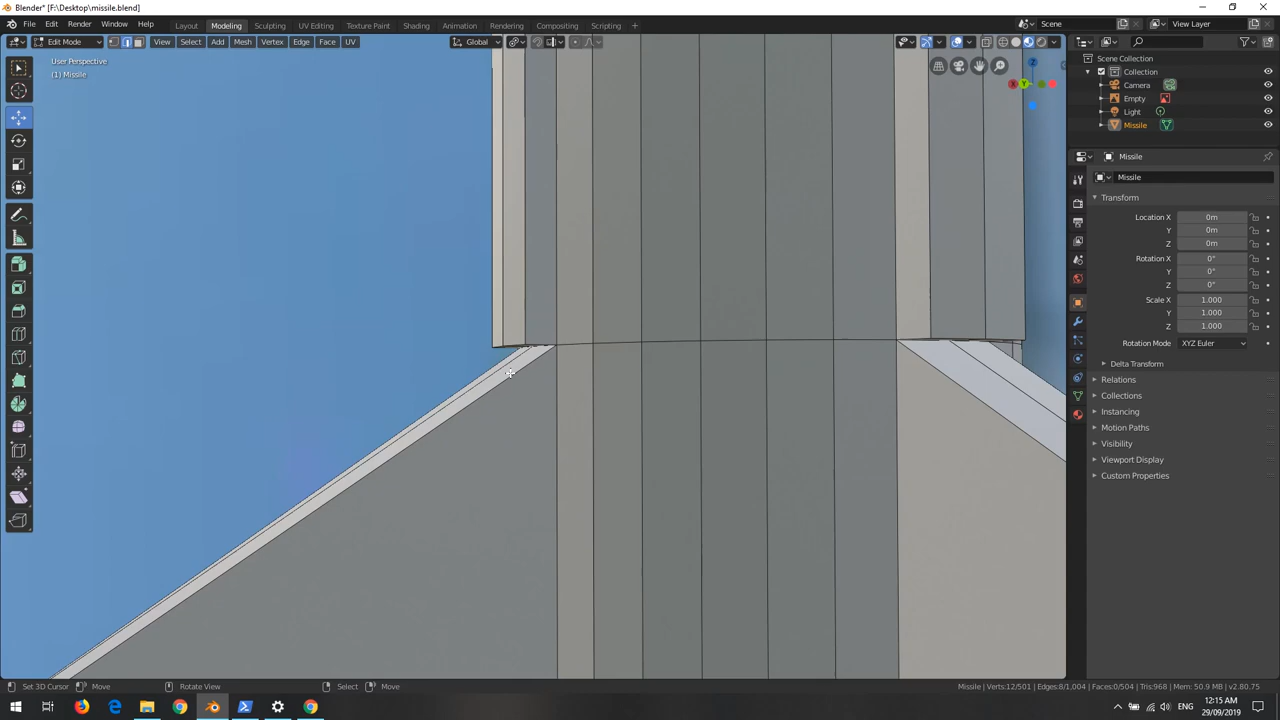 Blender* [F:\Desktop\missile.blend]
File Edit Render Window Help Layout Modeling Sculpting UV Editing Texture Paint Shading Animation Rendering Compositing Scripting + Scene View Layer
Edit Mode View Select Add Mesh Vertex Edge Face UV Global
User Perspective
(1) Missile
Scene Collection
Collection
Camera
Empty
Light
Missile
Missile
Missile
Transform
Location X 0m
Y 0m
Z 0m
Rotation X 0°
Y 0°
Z 0°
Scale X 1.000
Y 1.000
Z 1.000
Rotation Mode XYZ Euler
Delta Transform
Relations
Collections
Instancing
Motion Paths
Visibility
Viewport Display
Custom Properties
X Y Z
Set 3D Cursor Move Rotate View Select Move Missile | Verts:12/501 | Edges:8/1,004 | Faces:0/504 | Tris:968 | Mem: 50.9 MB | v2.80.75
ENG 12:15 AM
29/09/2019